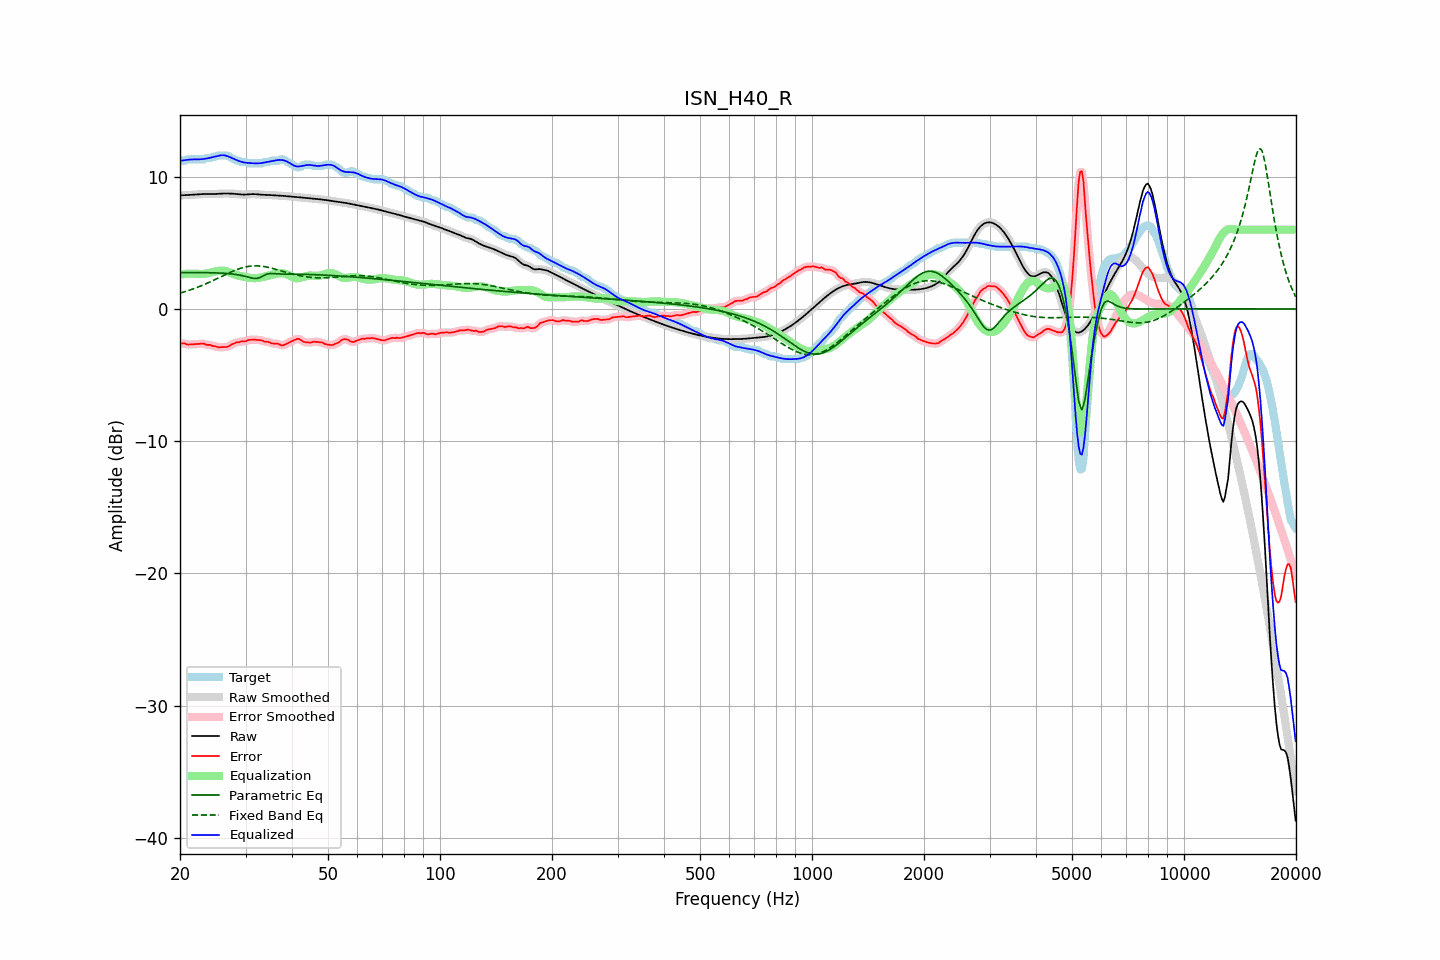 ISN_H40_R
Amplitude (dBr)
10
0
−10
−20
−30
−40
Target
Raw Smoothed
Error Smoothed
Raw
Error
Equalization
Parametric Eq
Fixed Band Eq
Equalized
20 50 100 200 500 1000 2000 5000 10000 20000
Frequency (Hz)